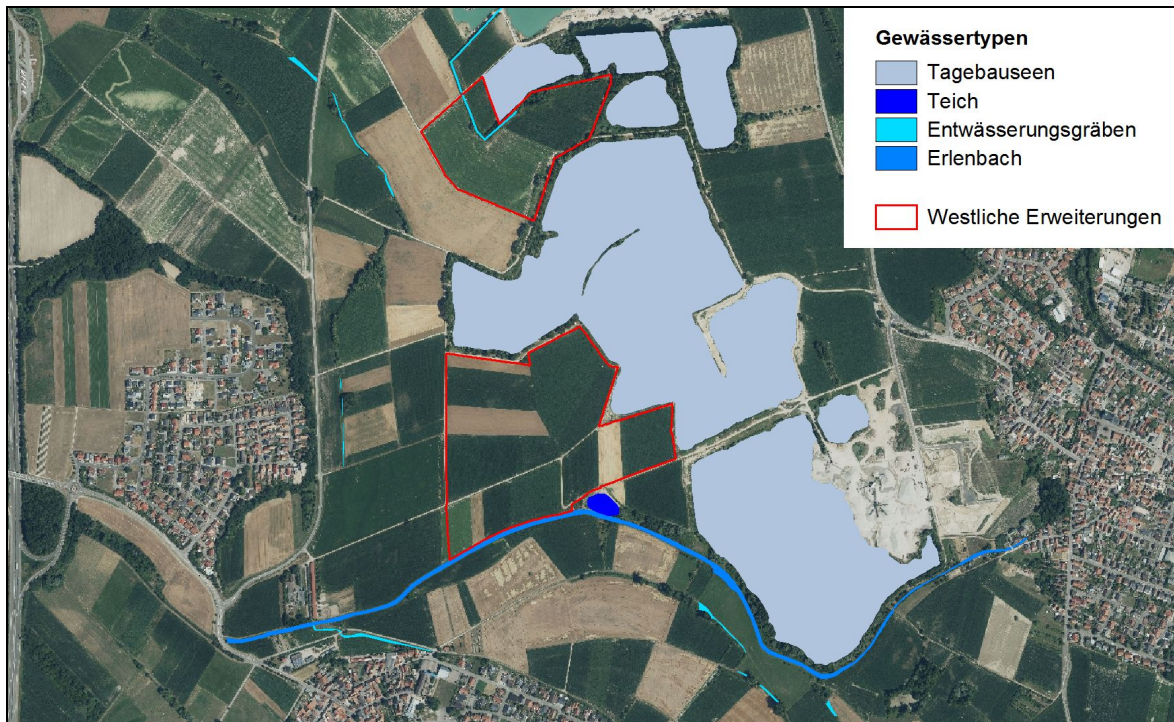 Gewässertypen
Tagebauseen
Teich
Entwässerungsgräben
Erlenbach
Westliche Erweiterungen